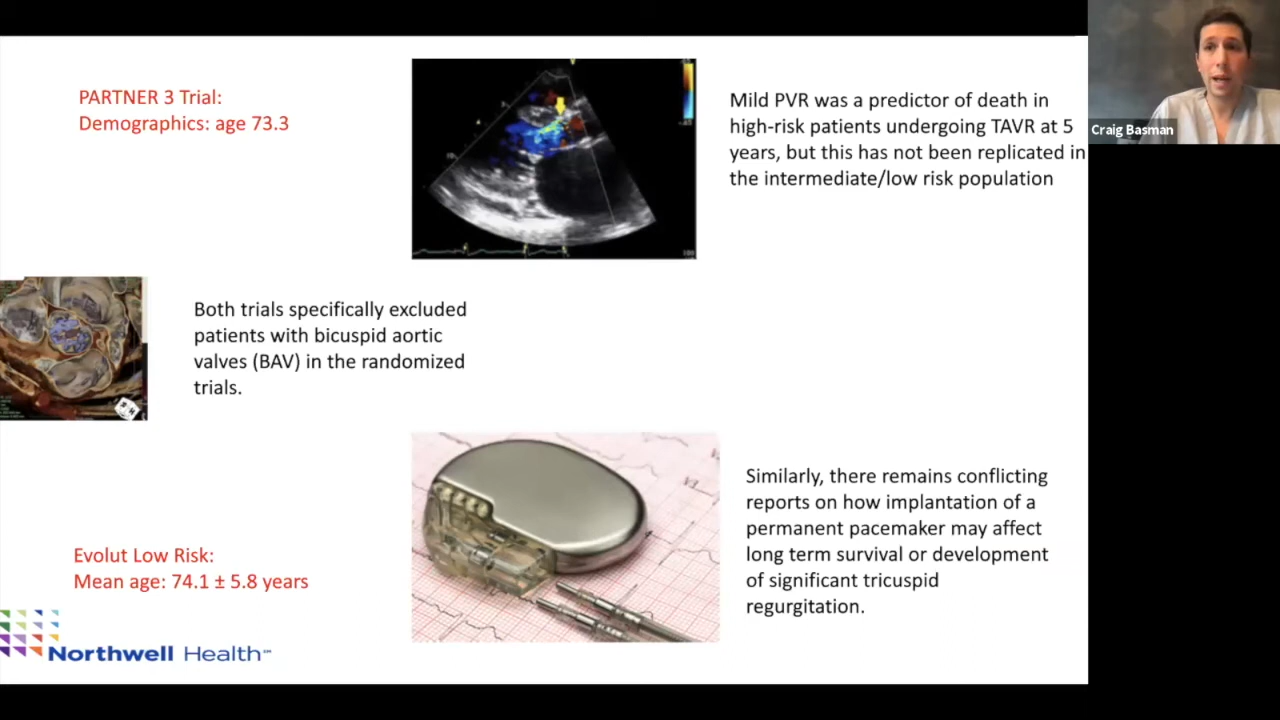 PARTNER 3 Trial:
Demographics: age 73.3
Mild PVR was a predictor of death in
high-risk patients undergoing TAVR at 5
years, but this has not been replicated in
the intermediate/low risk population
Craig Basman
Both trials specifically excluded
patients with bicuspid aortic
valves (BAV) in the randomized
trials.
V3
Similarly, there remains conflicting
reports on how implantation of a
permanent pacemaker may affect
long term survival or development
of significant tricuspid
regurgitation.
Evolut Low Risk:
Mean age: 74.1 ± 5.8 years
Northwell Health℠